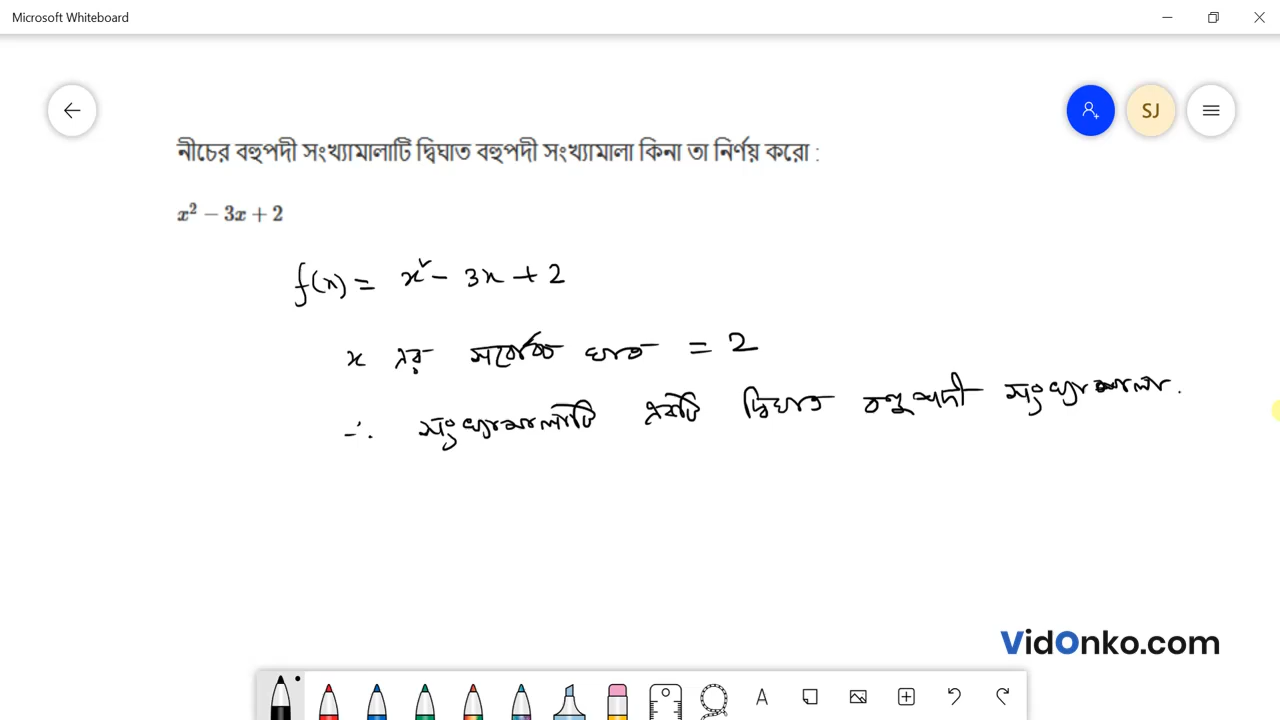 Microsoft Whiteboard
SJ
নীচের বহুপদী সংখ্যামালাটি দ্বিঘাত বহুপদী সংখ্যামালা কিনা তা নির্ণয় করো :
x² − 3x + 2
f(x) = x² − 3x + 2
x এর সর্বোচ্চ ঘাত = 2
∴ সংখ্যামালাটি একটি দ্বিঘাত বহুপদী সংখ্যামালা.
VidOnko.com
A